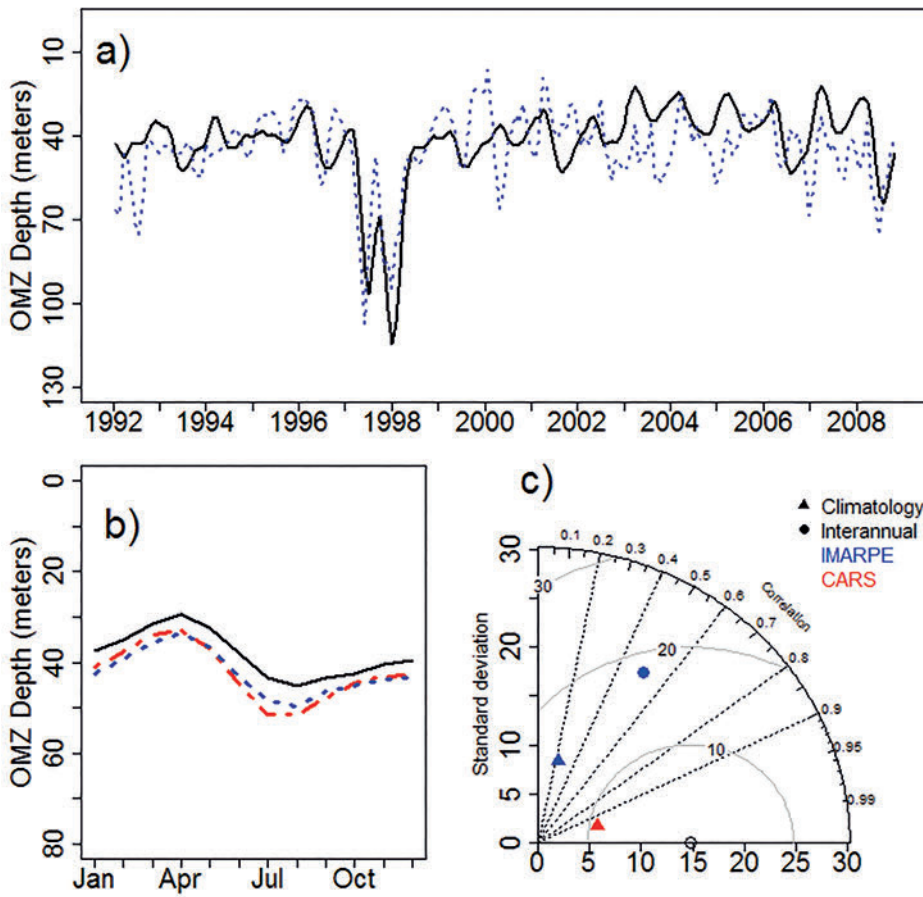 a)
OMZ Depth (meters)
10
40
70
100
130
1992 1994 1996 1998 2000 2002 2004 2006 2008
b)
OMZ Depth (meters)
0
20
40
60
80
Jan Apr Jul Oct
c)
▲ Climatology
● Interannual
IMARPE
CARS
Standard deviation
30
20
15
10
5
0
0 5 10 15 20 25 30
0.1 0.2 0.3 0.4 0.5 0.6 0.7 0.8 0.9 0.95 0.99
Correlation
30
20
10